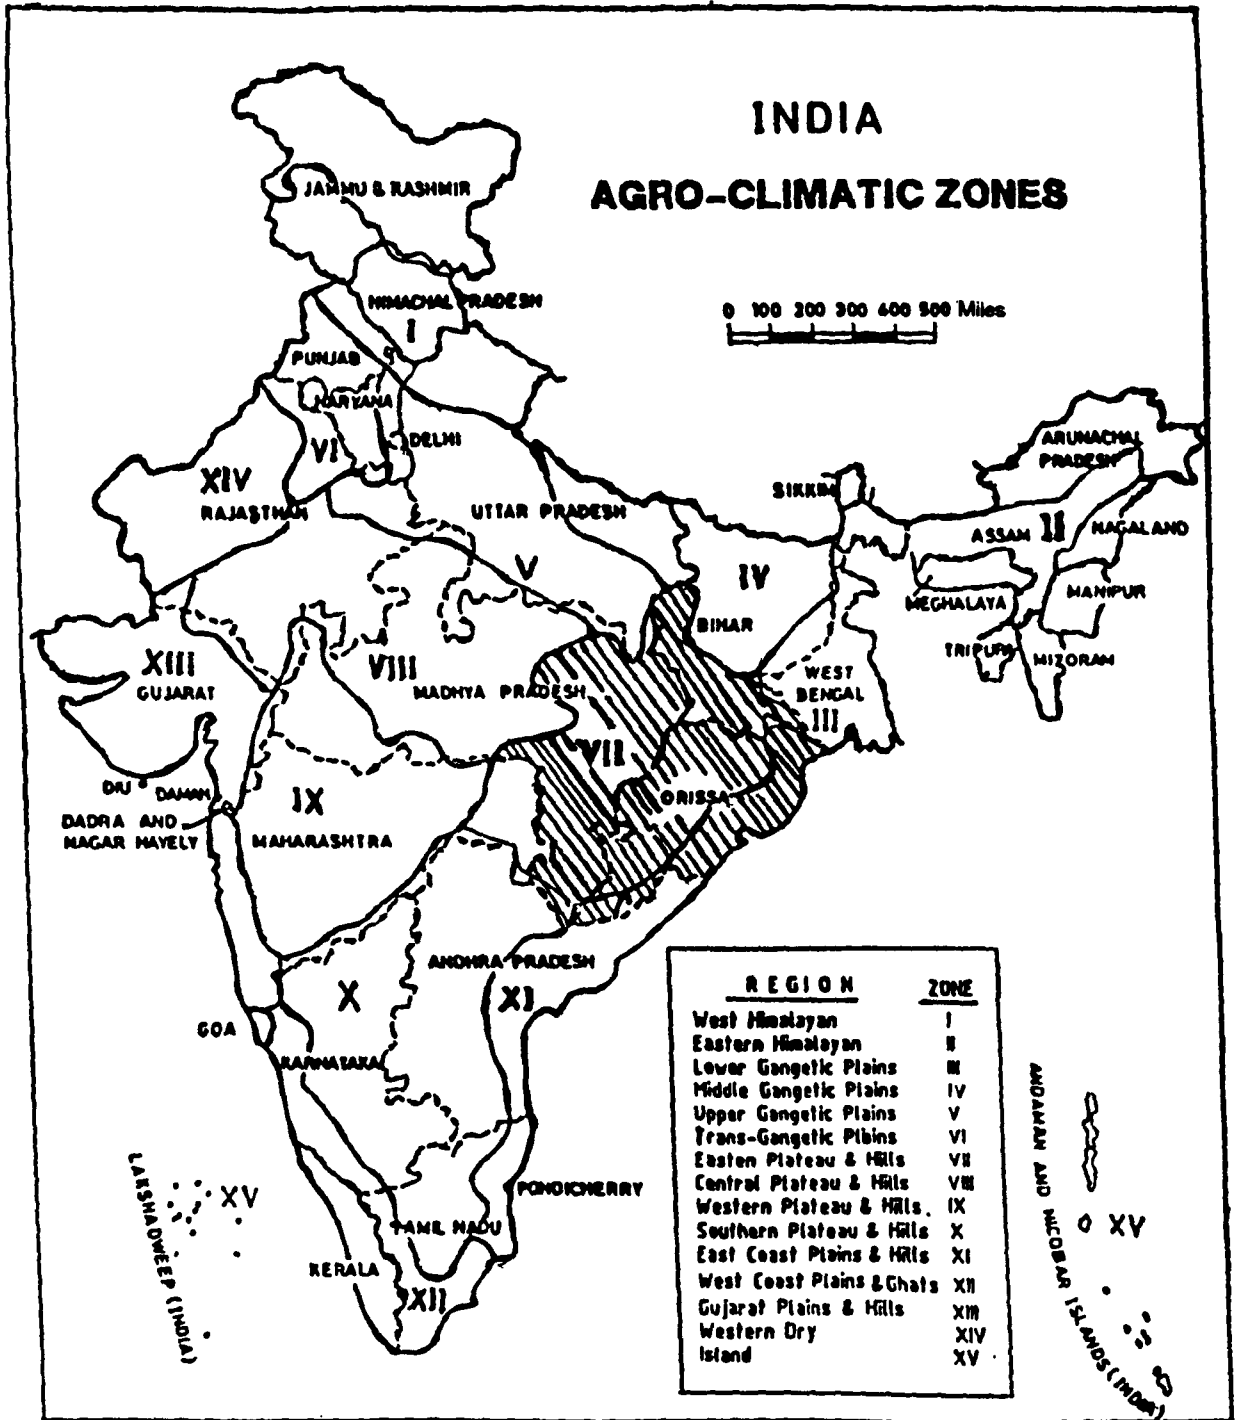 INDIA
AGRO-CLIMATIC ZONES
0 100 200 300 400 500 Miles
JAMMU & KASHMIR
HIMACHAL PRADESH
I
PUNJAB
HARYANA
VI
DELHI
XIV
RAJASTHAN
UTTAR PRADESH
V
SIKKIM
ARUNACHAL
PRADESH
ASSAM
II
NAGALAND
MEGHALAYA
MANIPUR
TRIPURA
MIZORAM
IV
BIHAR
XIII
GUJARAT
VIII
MADHYA PRADESH
WEST
BENGAL
III
VII
ORISSA
DIU
DAMAN
DADRA AND
NAGAR HAVELY
IX
MAHARASHTRA
ANDHRA PRADESH
XI
X
GOA
KARNATAKA
PONDICHERRY
TAMIL NADU
KERALA
XII
LAKSHADWEEP (INDIA)
XV
ANDAMAN AND NICOBAR ISLANDS (INDIA)
XV
REGION ZONE
West Himalayan I
Eastern Himalayan II
Lower Gangetic Plains III
Middle Gangetic Plains IV
Upper Gangetic Plains V
Trans-Gangetic Plbins VI
Easten Plateau & Hills VII
Central Plateau & Hills VIII
Western Plateau & Hills. IX
Southern Plateau & Hills X
East Coast Plains & Hills XI
West Coast Plains & Ghats XII
Gujarat Plains & Hills XIII
Western Dry XIV
Island XV